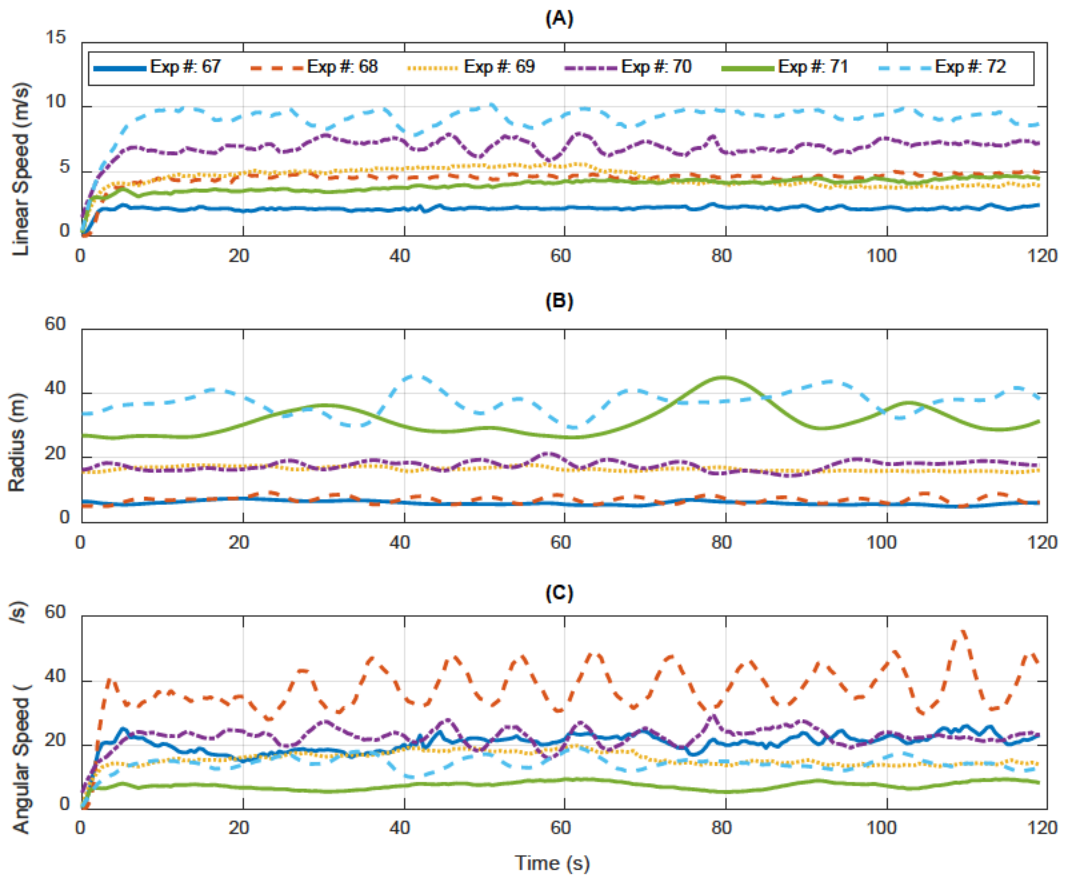 (A)
15
10
5
0
Linear Speed (m/s)
Exp #: 67 Exp #: 68 Exp #: 69 Exp #: 70 Exp #: 71 Exp #: 72
0 20 40 60 80 100 120
(B)
60
40
20
0
Radius (m)
0 20 40 60 80 100 120
(C)
60
40
20
0
Angular Speed ( /s)
0 20 40 60 80 100 120
Time (s)